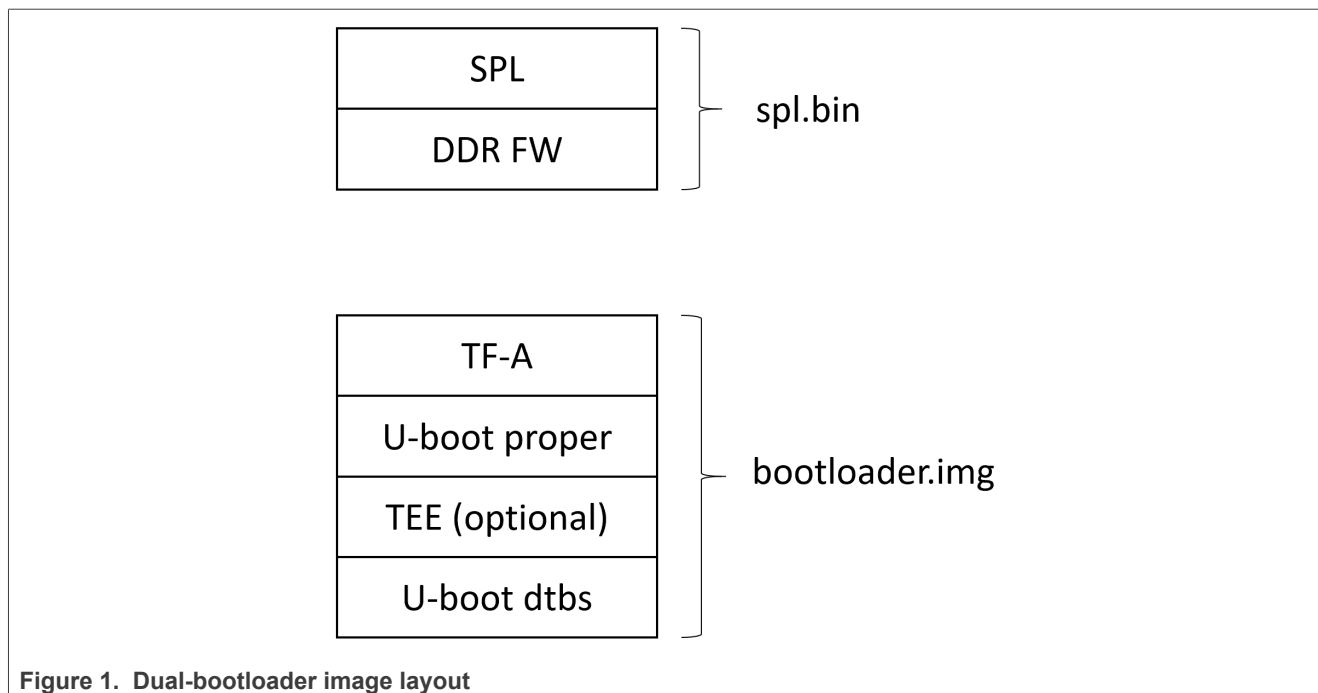 SPL
DDR FW
spl.bin
TF-A
U-boot proper
TEE (optional)
U-boot dtbs
bootloader.img
Figure 1. Dual-bootloader image layout